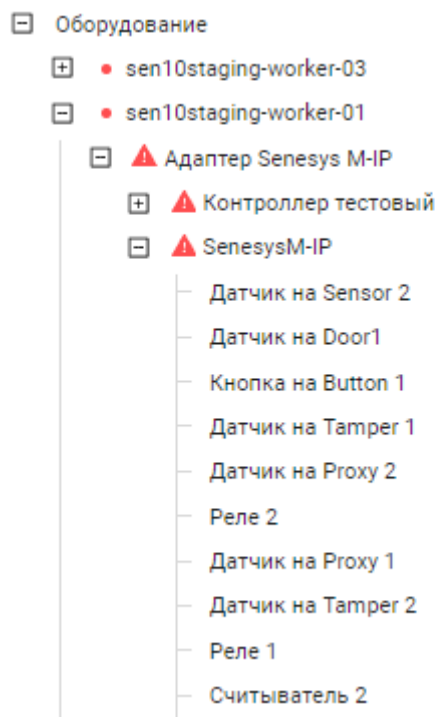 Оборудование
sen10staging-worker-03
sen10staging-worker-01
Адаптер Senesys M-IP
Контроллер тестовый
SenesysM-IP
Датчик на Sensor 2
Датчик на Door1
Кнопка на Button 1
Датчик на Tamper 1
Датчик на Proxy 2
Реле 2
Датчик на Proxy 1
Датчик на Tamper 2
Реле 1
Считыватель 2